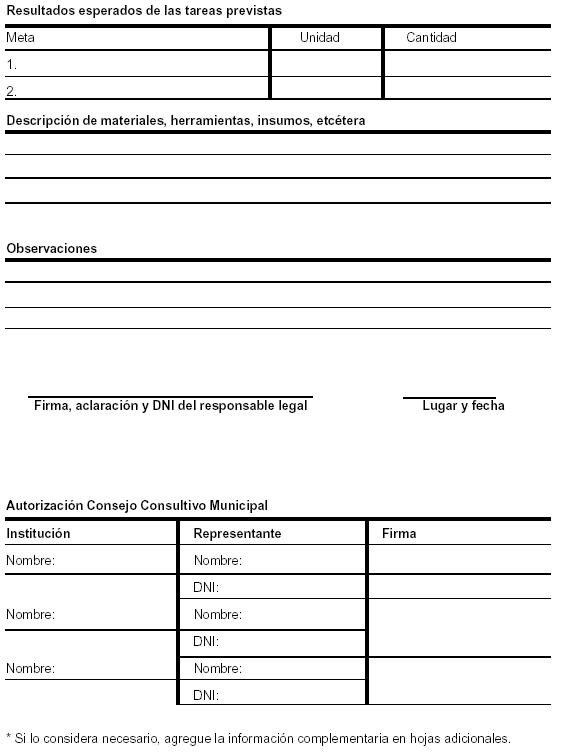 Resultados esperados de las tareas previstas
Meta Unidad Cantidad
1.
2.
Descripción de materiales, herramientas, insumos, etcétera
Observaciones
Firma, aclaración y DNI del responsable legal Lugar y fecha
Autorización Consejo Consultivo Municipal
Institución Representante Firma
Nombre: Nombre:
DNI:
Nombre: Nombre:
DNI:
Nombre: Nombre:
DNI:
* Si lo considera necesario, agregue la información complementaria en hojas adicionales.